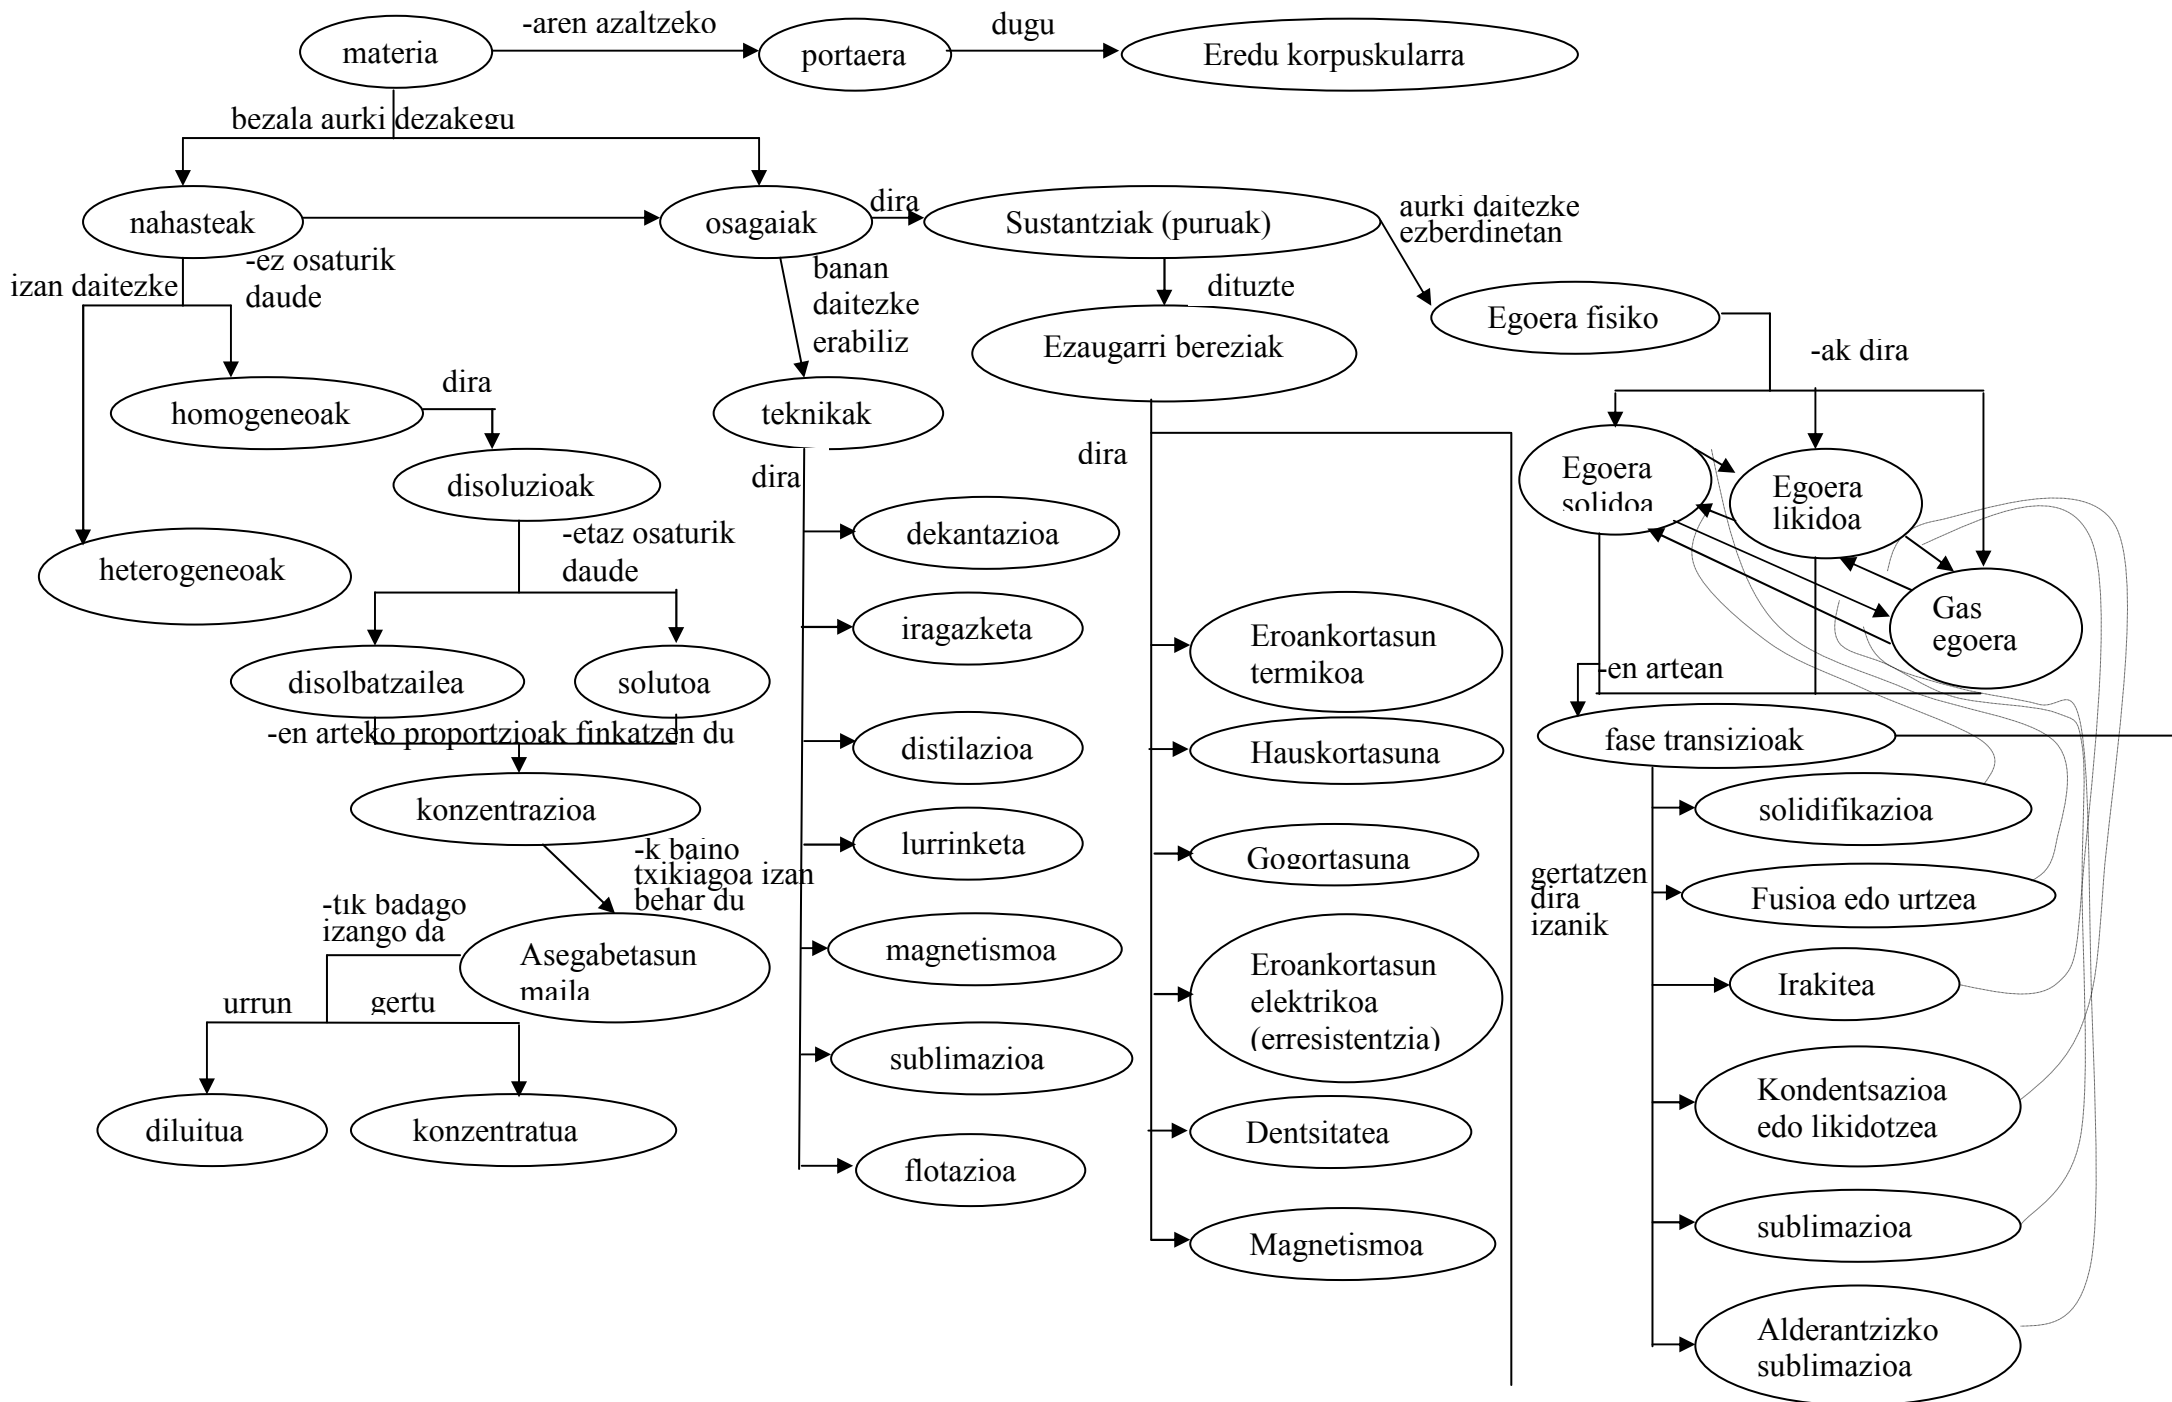 -aren azaltzeko
dugu
materia
portaera
Eredu korpuskularra
bezala aurki dezakegu
nahasteak
osagaiak
dira
Sustantziak (puruak)
aurki daitezke
ezberdinetan
izan daitezke
-ez osaturik
daude
banan
daitezke
erabiliz
dituzte
Egoera fisiko
Ezaugarri bereziak
-ak dira
homogeneoak
dira
teknikak
dira
dira
disoluzioak
Egoera
solidoa
Egoera
likidoa
Gas
egoera
heterogeneoak
-etaz osaturik
daude
dekantazioa
iragazketa
distilazioa
lurrinketa
magnetismoa
sublimazioa
flotazioa
disolbatzailea
solutoa
-en arteko proportzioak finkatzen du
konzentrazioa
-k baino
txikiagoa izan
behar du
-tik badago
izango da
Asegabetasun
maila
urrun
gertu
diluitua
konzentratua
Eroankortasun
termikoa
Hauskortasuna
Gogortasuna
Eroankortasun
elektrikoa
(erresistentzia)
Dentsitatea
Magnetismoa
-en artean
fase transizioak
gertatzen
dira
izanik
solidifikazioa
Fusioa edo urtzea
Irakitea
Kondentsazioa
edo likidotzea
sublimazioa
Alderantzizko
sublimazioa